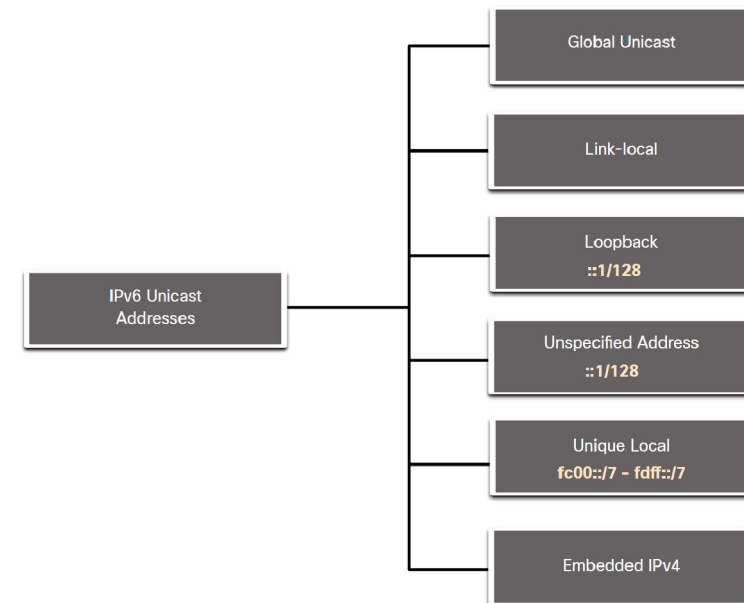 Global Unicast
Link-local
Loopback
::1/128
IPv6 Unicast
Addresses
Unspecified Address
::1/128
Unique Local
fc00::/7 - fdff::/7
Embedded IPv4